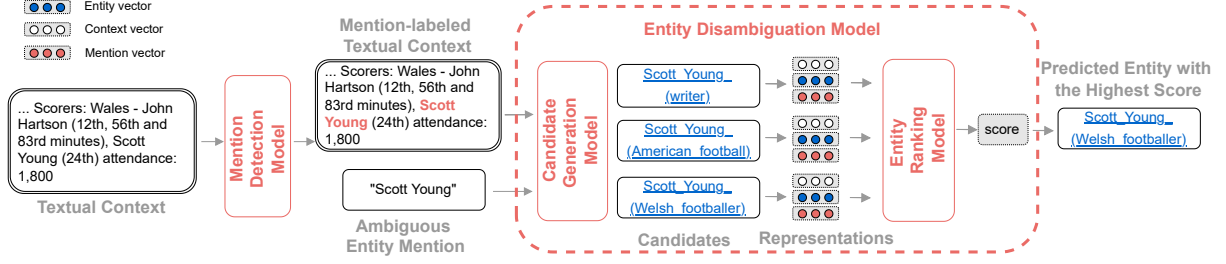 Entity vector
Context vector
Mention vector
... Scorers: Wales - John
Hartson (12th, 56th and
83rd minutes), Scott
Young (24th) attendance:
1,800
Textual Context
Mention
Detection
Model
Mention-labeled
Textual Context
... Scorers: Wales - John
Hartson (12th, 56th and
83rd minutes), Scott
Young (24th) attendance:
1,800
"Scott Young"
Ambiguous
Entity Mention
Entity Disambiguation Model
Candidate
Generation
Model
Scott_Young_
(writer)
Scott_Young_
(American_football)
Scott_Young_
(Welsh_footballer)
Candidates
Representations
Entity
Ranking
Model
score
Predicted Entity with
the Highest Score
Scott_Young_
(Welsh_footballer)